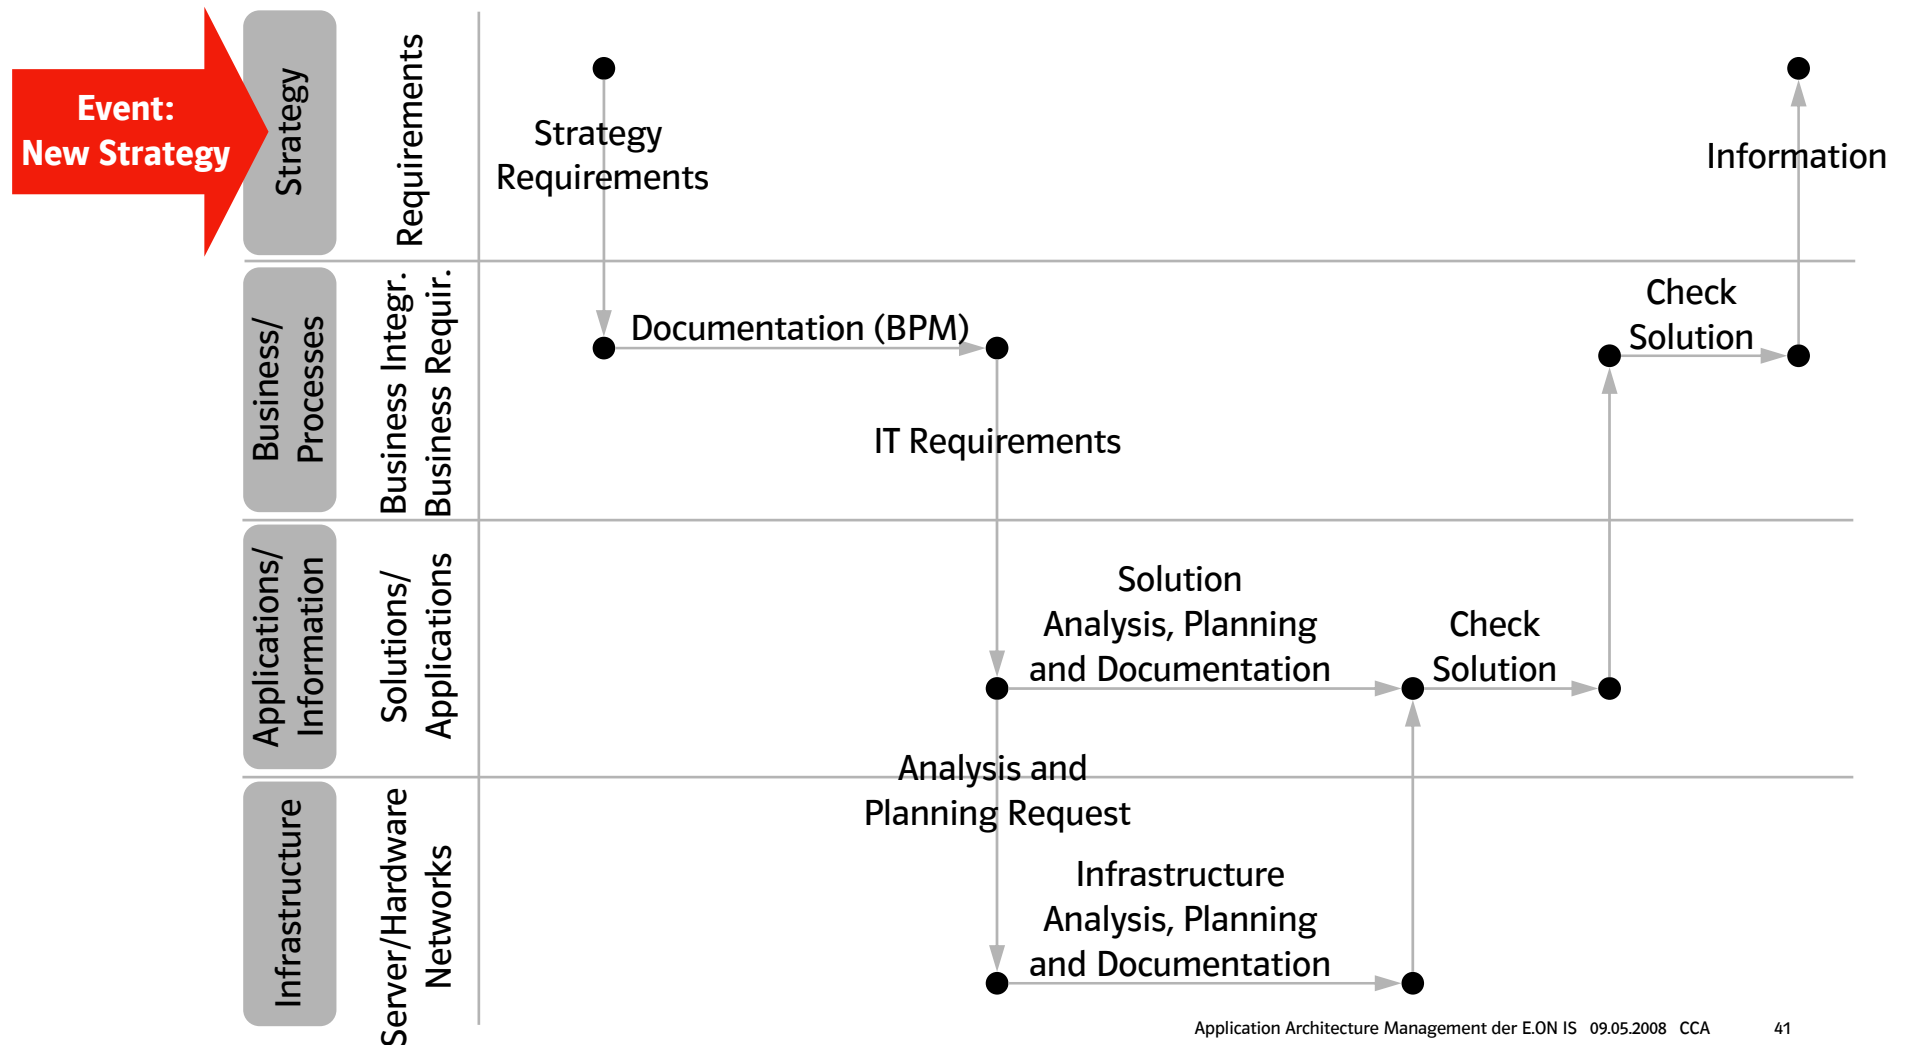 Event:
New Strategy
Strategy
Requirements
Strategy
Requirements
Information
Business/
Processes
Business Integr.
Business Requir.
Documentation (BPM)
IT Requirements
Check
Solution
Applications/
Information
Solutions/
Applications
Solution
Analysis, Planning
and Documentation
Check
Solution
Analysis and
Planning Request
Infrastructure
Server/Hardware
Networks
Infrastructure
Analysis, Planning
and Documentation
Application Architecture Management der E.ON IS 09.05.2008 CCA 41